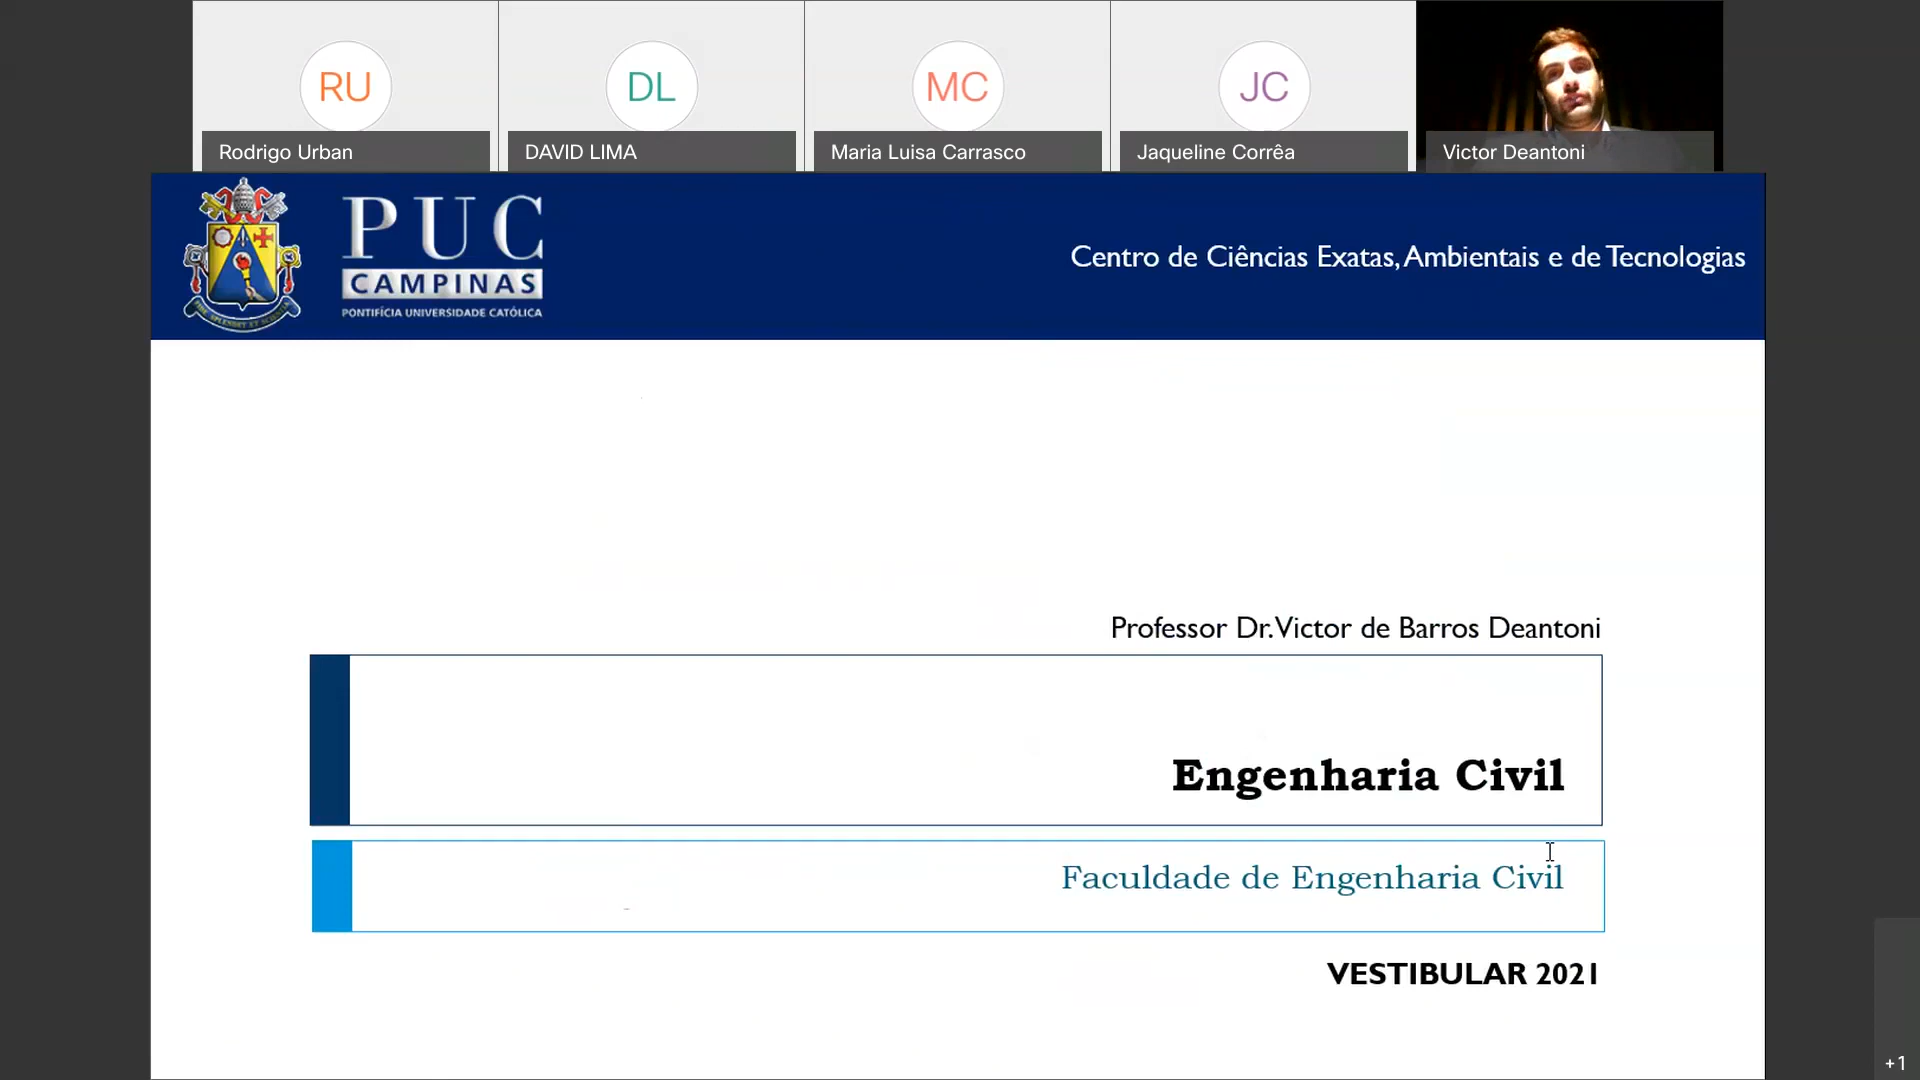 RU
DL
MC
JC
Rodrigo Urban
DAVID LIMA
Maria Luisa Carrasco
Jaqueline Corrêa
Victor Deantoni
PUC
CAMPINAS
PONTIFÍCIA UNIVERSIDADE CATÓLICA
Centro de Ciências Exatas, Ambientais e de Tecnologias
Professor Dr. Victor de Barros Deantoni
Engenharia Civil
Faculdade de Engenharia Civil
VESTIBULAR 2021
+1